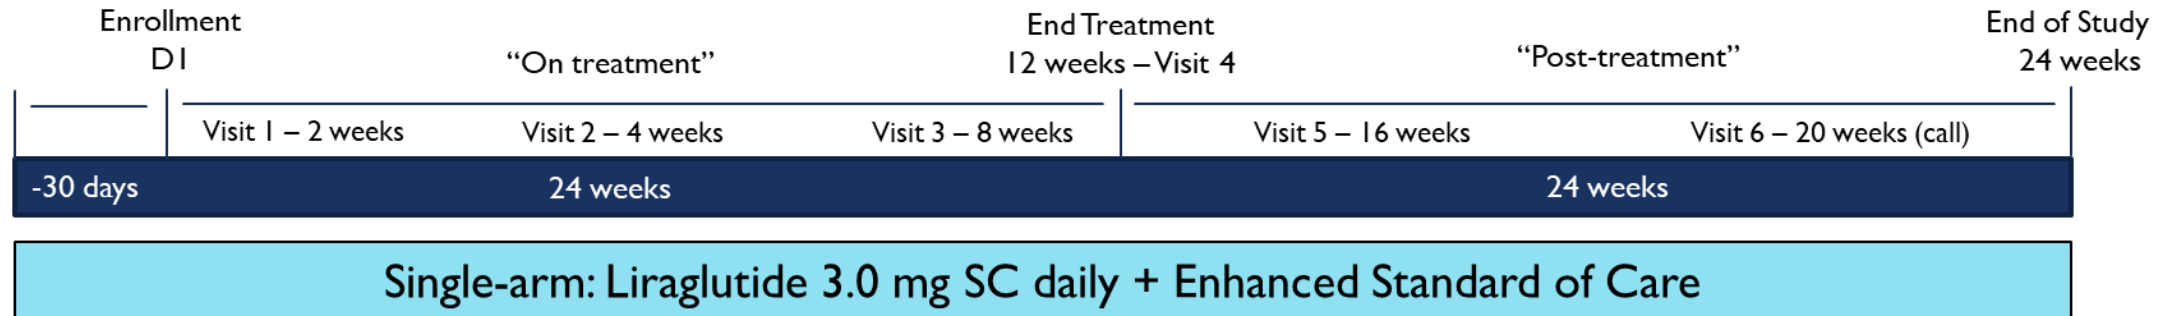 Enrollment
D1
“On treatment”
End Treatment
12 weeks – Visit 4
“Post-treatment”
End of Study
24 weeks
Visit 1 – 2 weeks
Visit 2 – 4 weeks
Visit 3 – 8 weeks
Visit 5 – 16 weeks
Visit 6 – 20 weeks (call)
-30 days
24 weeks
24 weeks
Single-arm: Liraglutide 3.0 mg SC daily + Enhanced Standard of Care